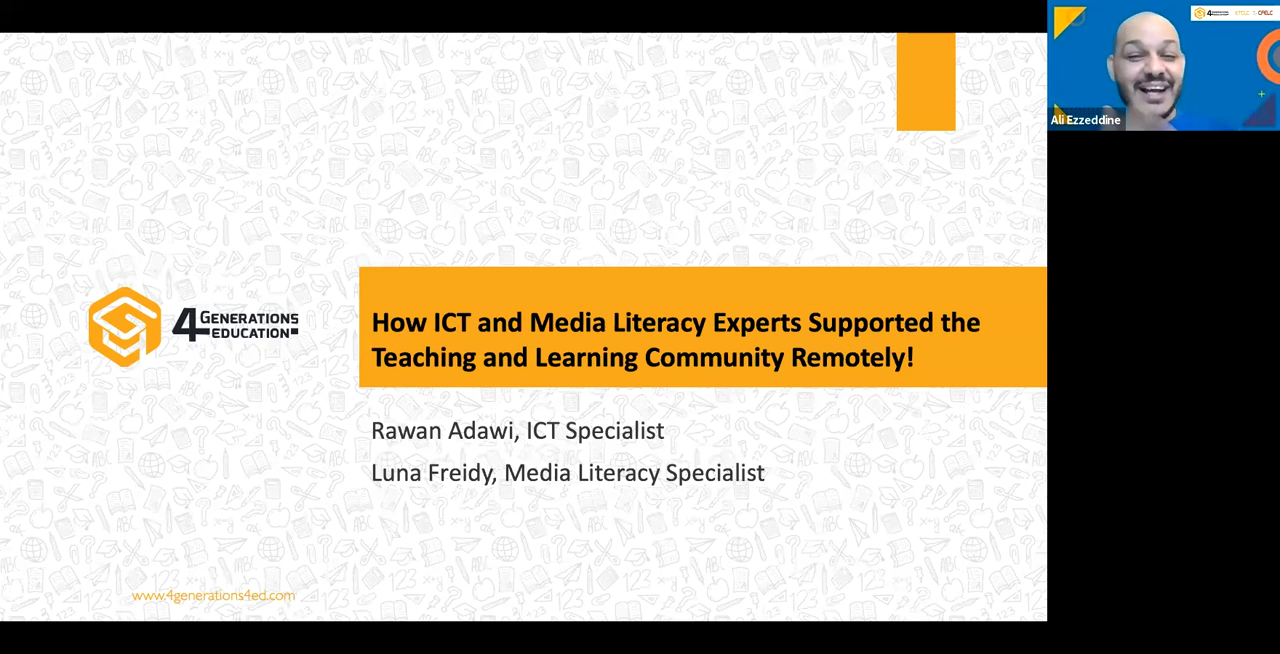 4 GENERATIONS
EDUCATION
How ICT and Media Literacy Experts Supported the
Teaching and Learning Community Remotely!
Rawan Adawi, ICT Specialist
Luna Freidy, Media Literacy Specialist
www.4generations4ed.com
Ali Ezzeddine